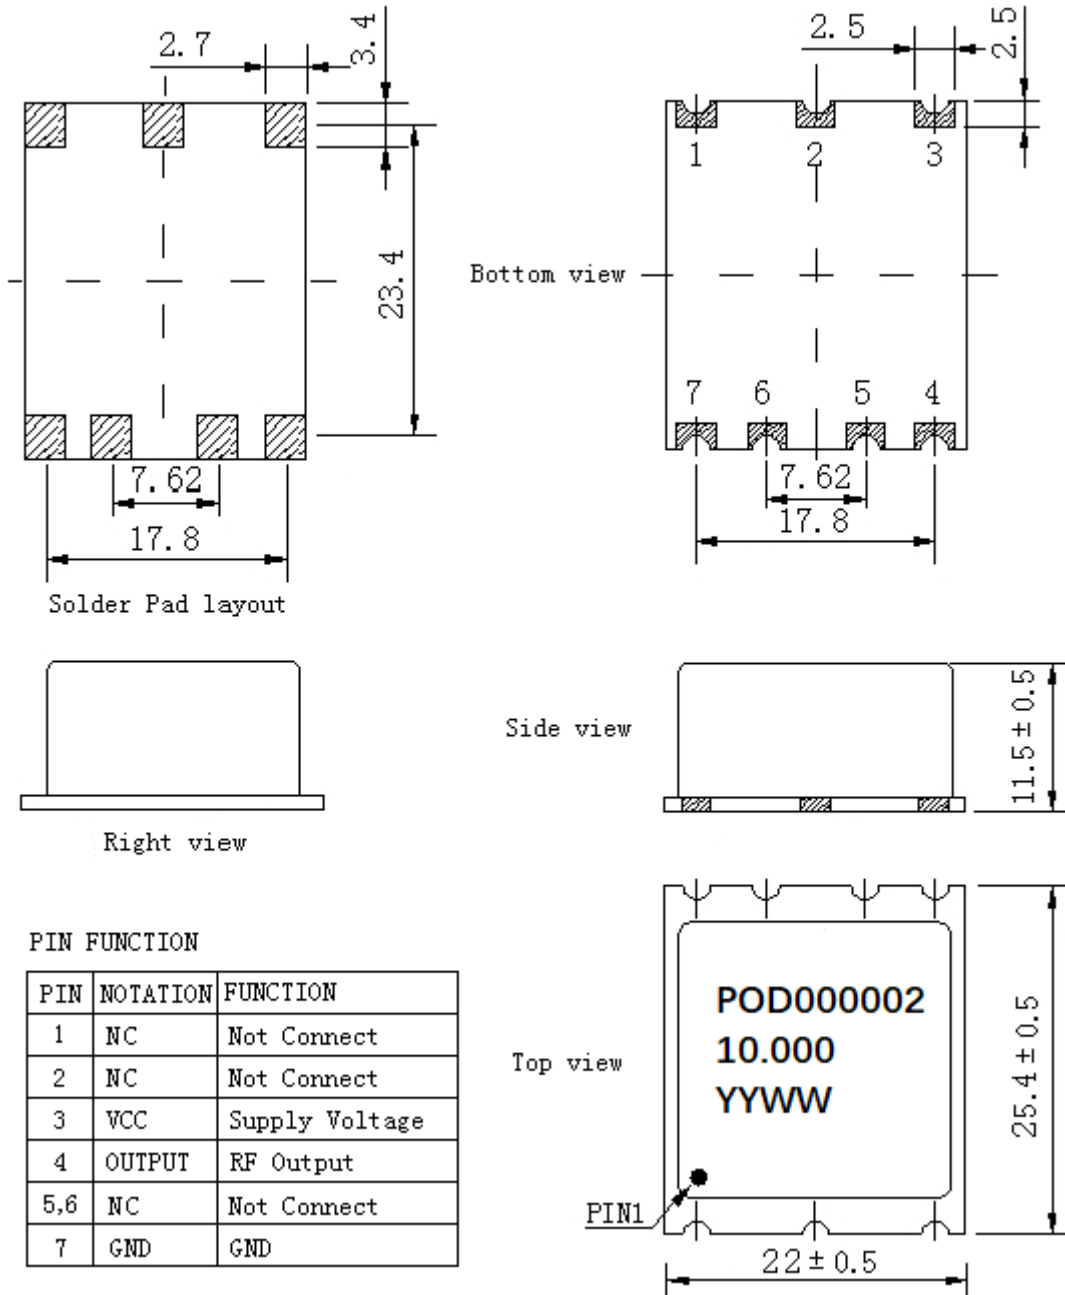 2.7
3.4
23.4
7.62
17.8
Solder Pad layout
2.5
2.5
1 2 3
Bottom view
7 6 5 4
7.62
17.8
Right view
Side view
11.5±0.5
PIN FUNCTION
PIN NOTATION FUNCTION
1 NC Not Connect
2 NC Not Connect
3 VCC Supply Voltage
4 OUTPUT RF Output
5,6 NC Not Connect
7 GND GND
Top view
POD000002
10.000
YYWW
PIN1
25.4±0.5
22±0.5